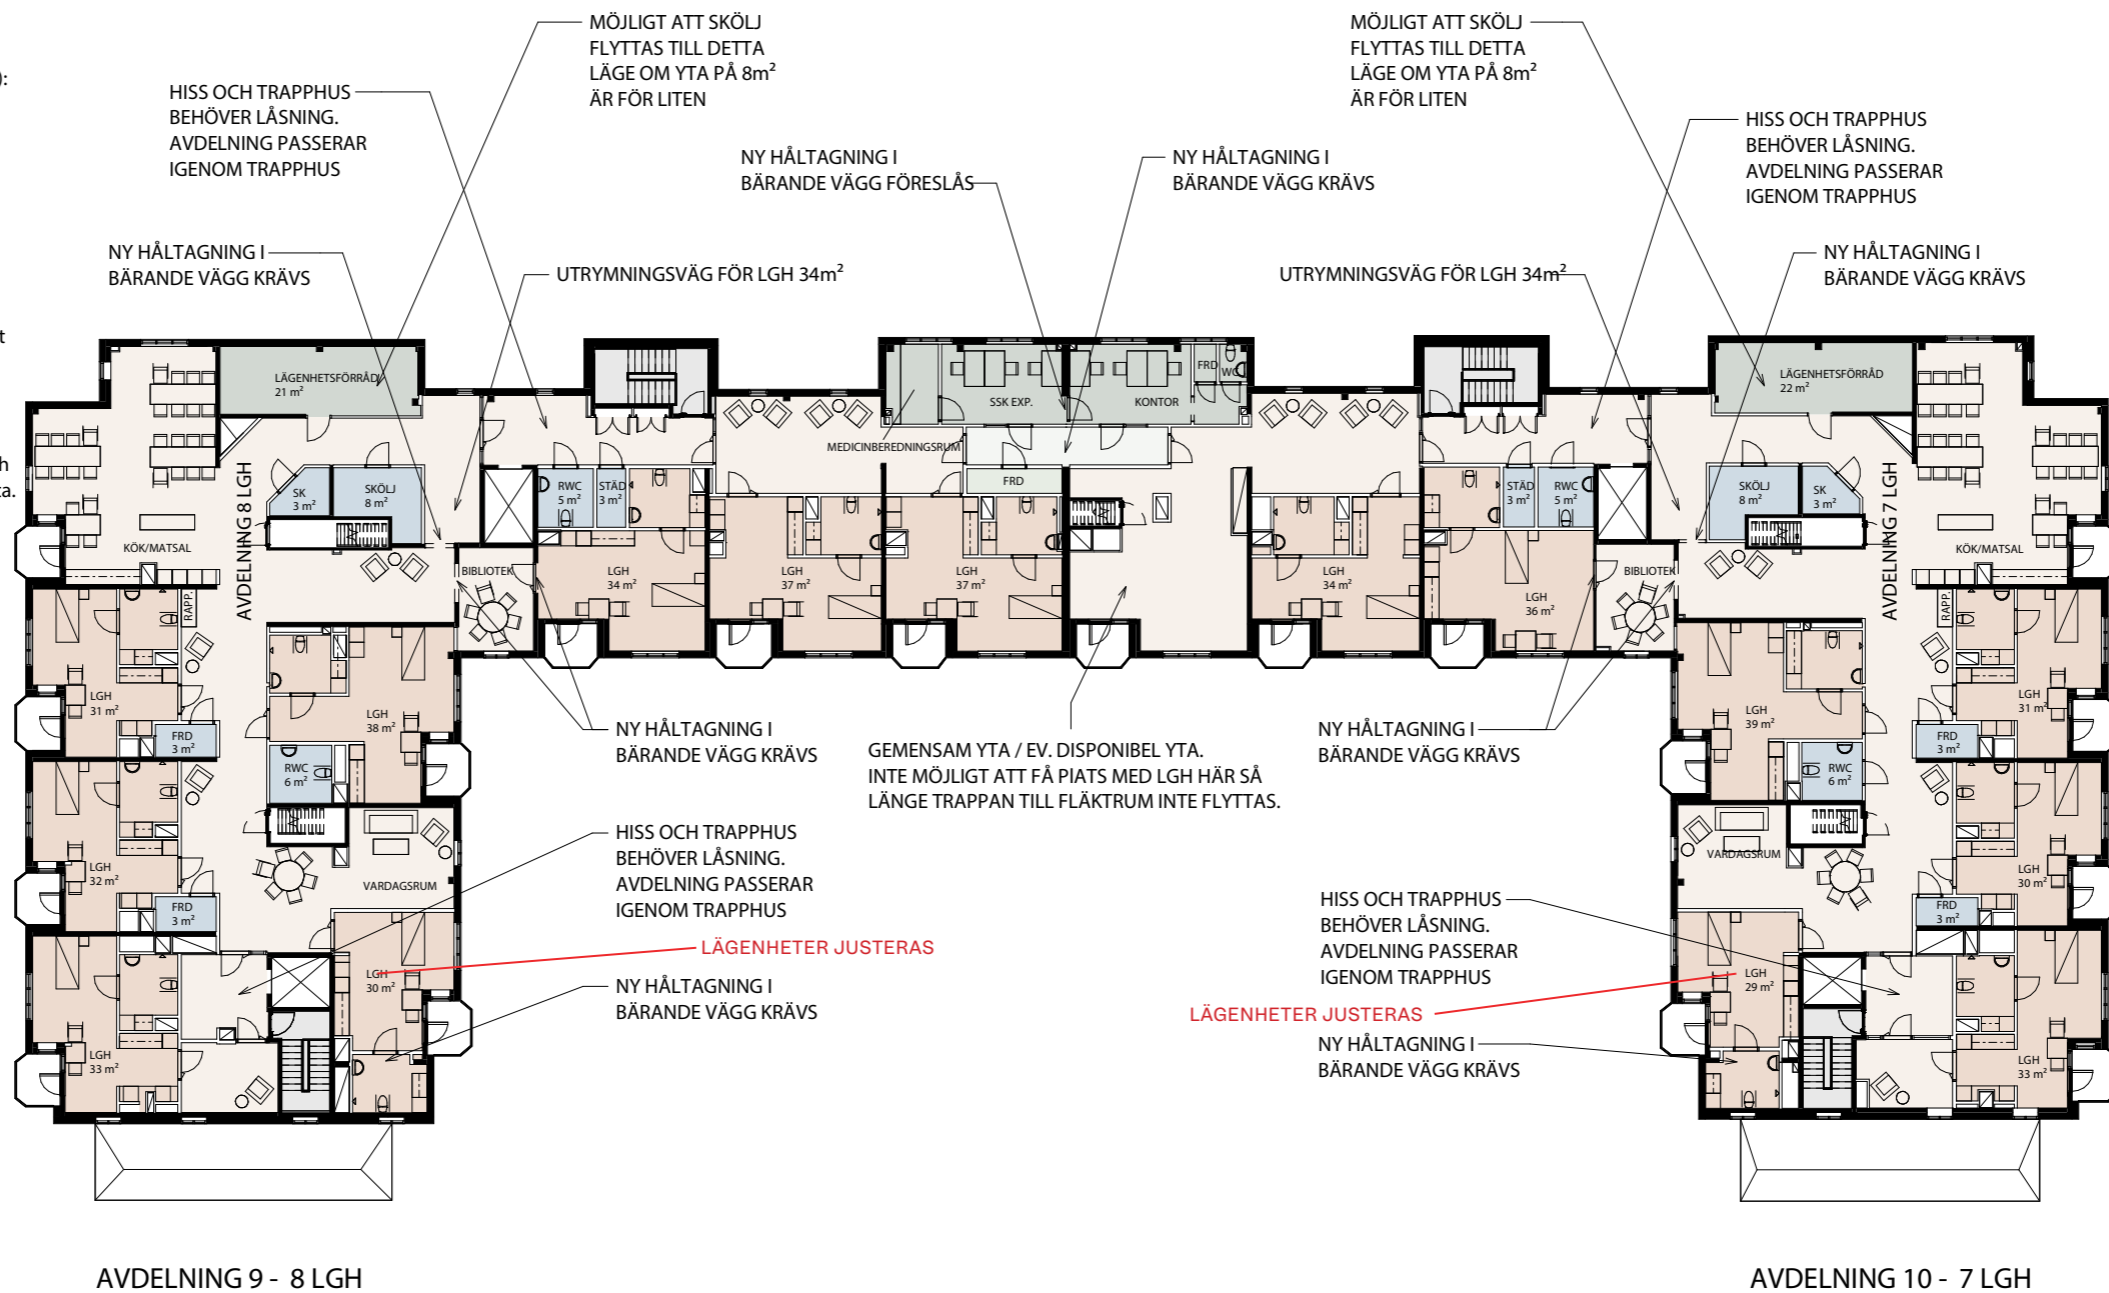 MÖJLIGT ATT SKÖLJ
FLYTTAS TILL DETTA
LÄGE OM YTA PÅ 8m²
ÄR FÖR LITEN
MÖJLIGT ATT SKÖLJ
FLYTTAS TILL DETTA
LÄGE OM YTA PÅ 8m²
ÄR FÖR LITEN
):
HISS OCH TRAPPHUS
BEHÖVER LÅSNING.
AVDELNING PASSERAR
IGENOM TRAPPHUS
HISS OCH TRAPPHUS
BEHÖVER LÅSNING.
AVDELNING PASSERAR
IGENOM TRAPPHUS
NY HÅLTAGNING I
BÄRANDE VÄGG FÖRESLÅS
NY HÅLTAGNING I
BÄRANDE VÄGG KRÄVS
NY HÅLTAGNING I
BÄRANDE VÄGG KRÄVS
UTRYMNINGSVÄG FÖR LGH 34m²
UTRYMNINGSVÄG FÖR LGH 34m²
NY HÅLTAGNING I
BÄRANDE VÄGG KRÄVS
t
h
ta.
LÄGENHETSFÖRRÅD
21 m²
SSK EXP.
KONTOR
FRD
WC
LÄGENHETSFÖRRÅD
22 m²
MEDICINBEREDNINGSRUM
FRD
AVDELNING 8 LGH
SK
3 m²
SKÖLJ
8 m²
RWC
5 m²
STÄD
3 m²
STÄD
3 m²
RWC
5 m²
SKÖLJ
8 m²
SK
3 m²
AVDELNING 7 LGH
KÖK/MATSAL
KÖK/MATSAL
BIBLIOTEK
LGH
34 m²
LGH
37 m²
LGH
37 m²
LGH
34 m²
LGH
36 m²
BIBLIOTEK
RAPP.
RAPP.
LGH
31 m²
LGH
38 m²
LGH
39 m²
LGH
31 m²
FRD
3 m²
FRD
3 m²
RWC
6 m²
RWC
6 m²
NY HÅLTAGNING I
BÄRANDE VÄGG KRÄVS
GEMENSAM YTA / EV. DISPONIBEL YTA.
INTE MÖJLIGT ATT FÅ PIATS MED LGH HÄR SÅ
LÄNGE TRAPPAN TILL FLÄKTRUM INTE FLYTTAS.
NY HÅLTAGNING I
BÄRANDE VÄGG KRÄVS
HISS OCH TRAPPHUS
BEHÖVER LÅSNING.
AVDELNING PASSERAR
IGENOM TRAPPHUS
LGH
32 m²
VARDAGSRUM
VARDAGSRUM
LGH
30 m²
FRD
3 m²
FRD
3 m²
HISS OCH TRAPPHUS
BEHÖVER LÅSNING.
AVDELNING PASSERAR
IGENOM TRAPPHUS
LÄGENHETER JUSTERAS
LGH
30 m²
LGH
29 m²
NY HÅLTAGNING I
BÄRANDE VÄGG KRÄVS
LÄGENHETER JUSTERAS
NY HÅLTAGNING I
BÄRANDE VÄGG KRÄVS
LGH
33 m²
LGH
33 m²
AVDELNING 9 - 8 LGH
AVDELNING 10 - 7 LGH